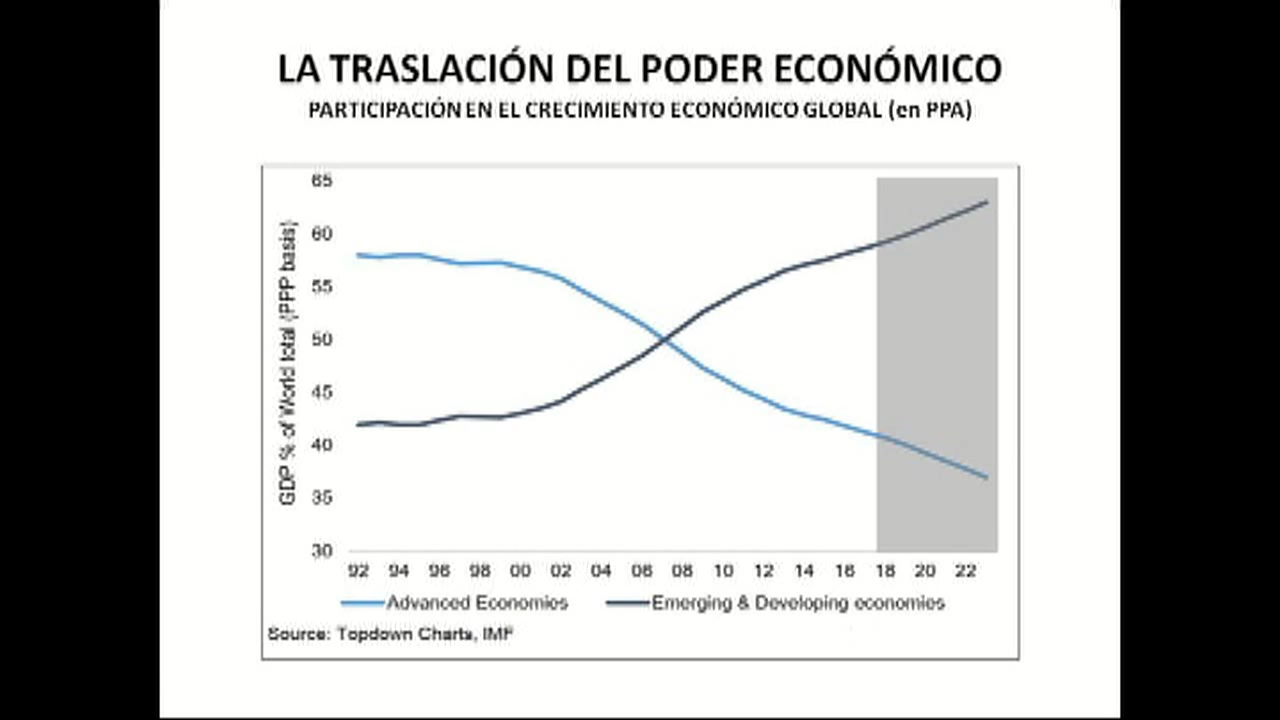 LA TRASLACIÓN DEL PODER ECONÓMICO
PARTICIPACIÓN EN EL CRECIMIENTO ECONÓMICO GLOBAL (en PPA)
GDP % of World total (PPP basis)
65
60
55
50
45
40
35
30
92 94 96 98 00 02 04 06 08 10 12 14 16 18 20 22
Advanced Economies Emerging & Developing economies
Source: Topdown Charts, IMF